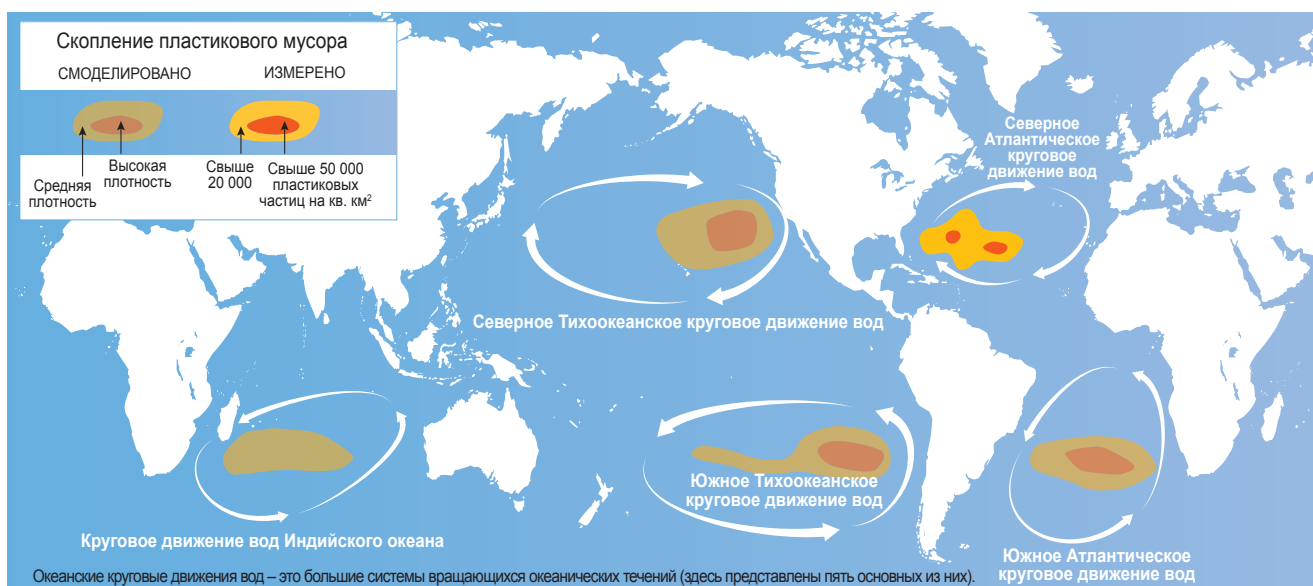 Скопление пластикового мусора
СМОДЕЛИРОВАНО
ИЗМЕРЕНО
Средняя
плотность
Высокая
плотность
Свыше
20 000
Свыше 50 000
пластиковых
частиц на кв. км²
Северное
Атлантическое
круговое
движение вод
Северное Тихоокеанское круговое движение вод
Южное Тихоокеанское
круговое движение вод
Круговое движение вод Индийского океана
Южное Атлантическое
круговое движение вод
Океанские круговые движения вод – это большие системы вращающихся океанических течений (здесь представлены пять основных из них).